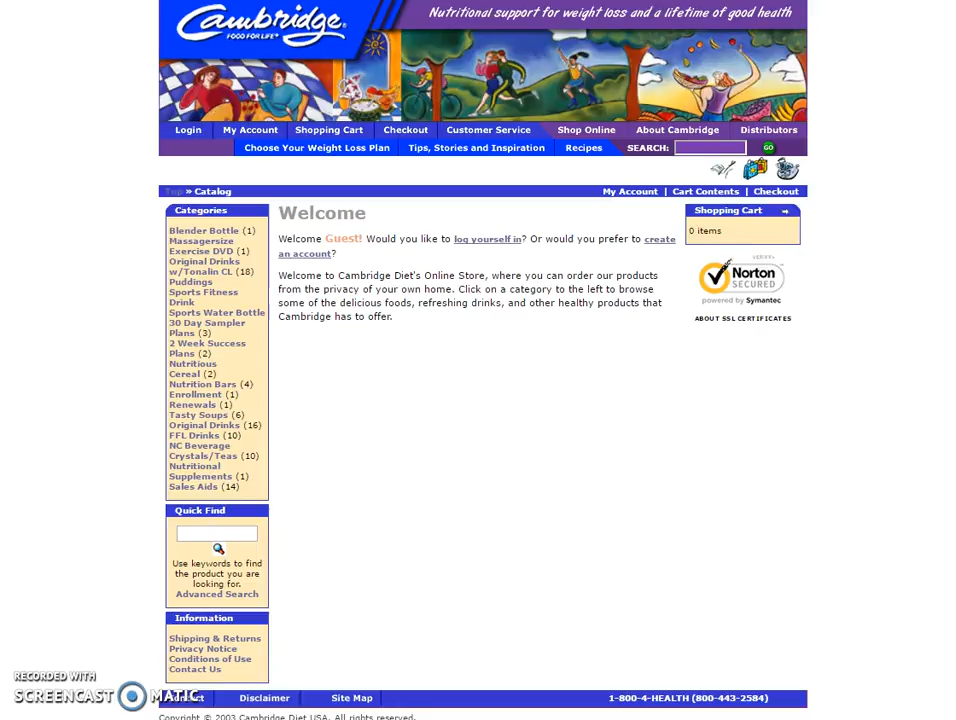 Cambridge®
FOOD FOR LIFE™
Nutritional support for weight loss and a lifetime of good health
Login
My Account
Shopping Cart
Checkout
Customer Service
Shop Online
About Cambridge
Distributors
Choose Your Weight Loss Plan
Tips, Stories and Inspiration
Recipes
SEARCH:
GO
Top » Catalog
My Account | Cart Contents | Checkout
Categories
Blender Bottle (1)
Massagersize
Exercise DVD (1)
Original Drinks
w/Tonalin CL (18)
Puddings
Sports Fitness
Drink
Sports Water Bottle
30 Day Sampler
Plans (3)
2 Week Success
Plans (2)
Nutritious
Cereal (2)
Nutrition Bars (4)
Enrollment (1)
Renewals (1)
Tasty Soups (6)
Original Drinks (16)
FFL Drinks (10)
NC Beverage
Crystals/Teas (10)
Nutritional
Supplements (1)
Sales Aids (14)
Quick Find
Use keywords to find
the product you are
looking for.
Advanced Search
Information
Shipping & Returns
Privacy Notice
Conditions of Use
Contact Us
Welcome
Welcome Guest! Would you like to log yourself in? Or would you prefer to create
an account?
Welcome to Cambridge Diet's Online Store, where you can order our products
from the privacy of your own home. Click on a category to the left to browse
some of the delicious foods, refreshing drinks, and other healthy products that
Cambridge has to offer.
Shopping Cart
0 items
VERIFY
Norton
SECURED
powered by Symantec
ABOUT SSL CERTIFICATES
RECORDED WITH
SCREENCAST MATIC
Disclaimer
Site Map
1-800-4-HEALTH (800-443-2584)
Copyright © 2003 Cambridge Diet USA. All rights reserved.